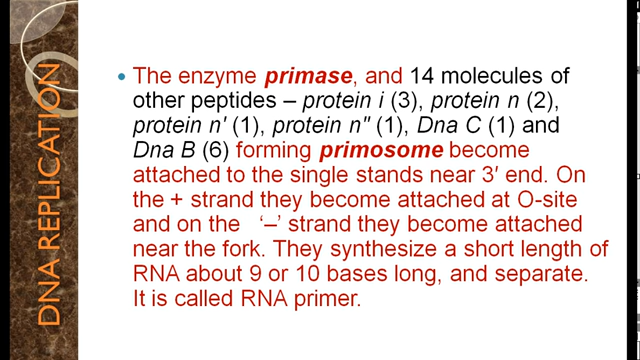 DNA REPLICATION
• The enzyme primase, and 14 molecules of
other peptides – protein i (3), protein n (2),
protein n' (1), protein n" (1), Dna C (1) and
Dna B (6) forming primosome become
attached to the single stands near 3′ end. On
the + strand they become attached at O-site
and on the ‘–’ strand they become attached
near the fork. They synthesize a short length of
RNA about 9 or 10 bases long, and separate.
It is called RNA primer.